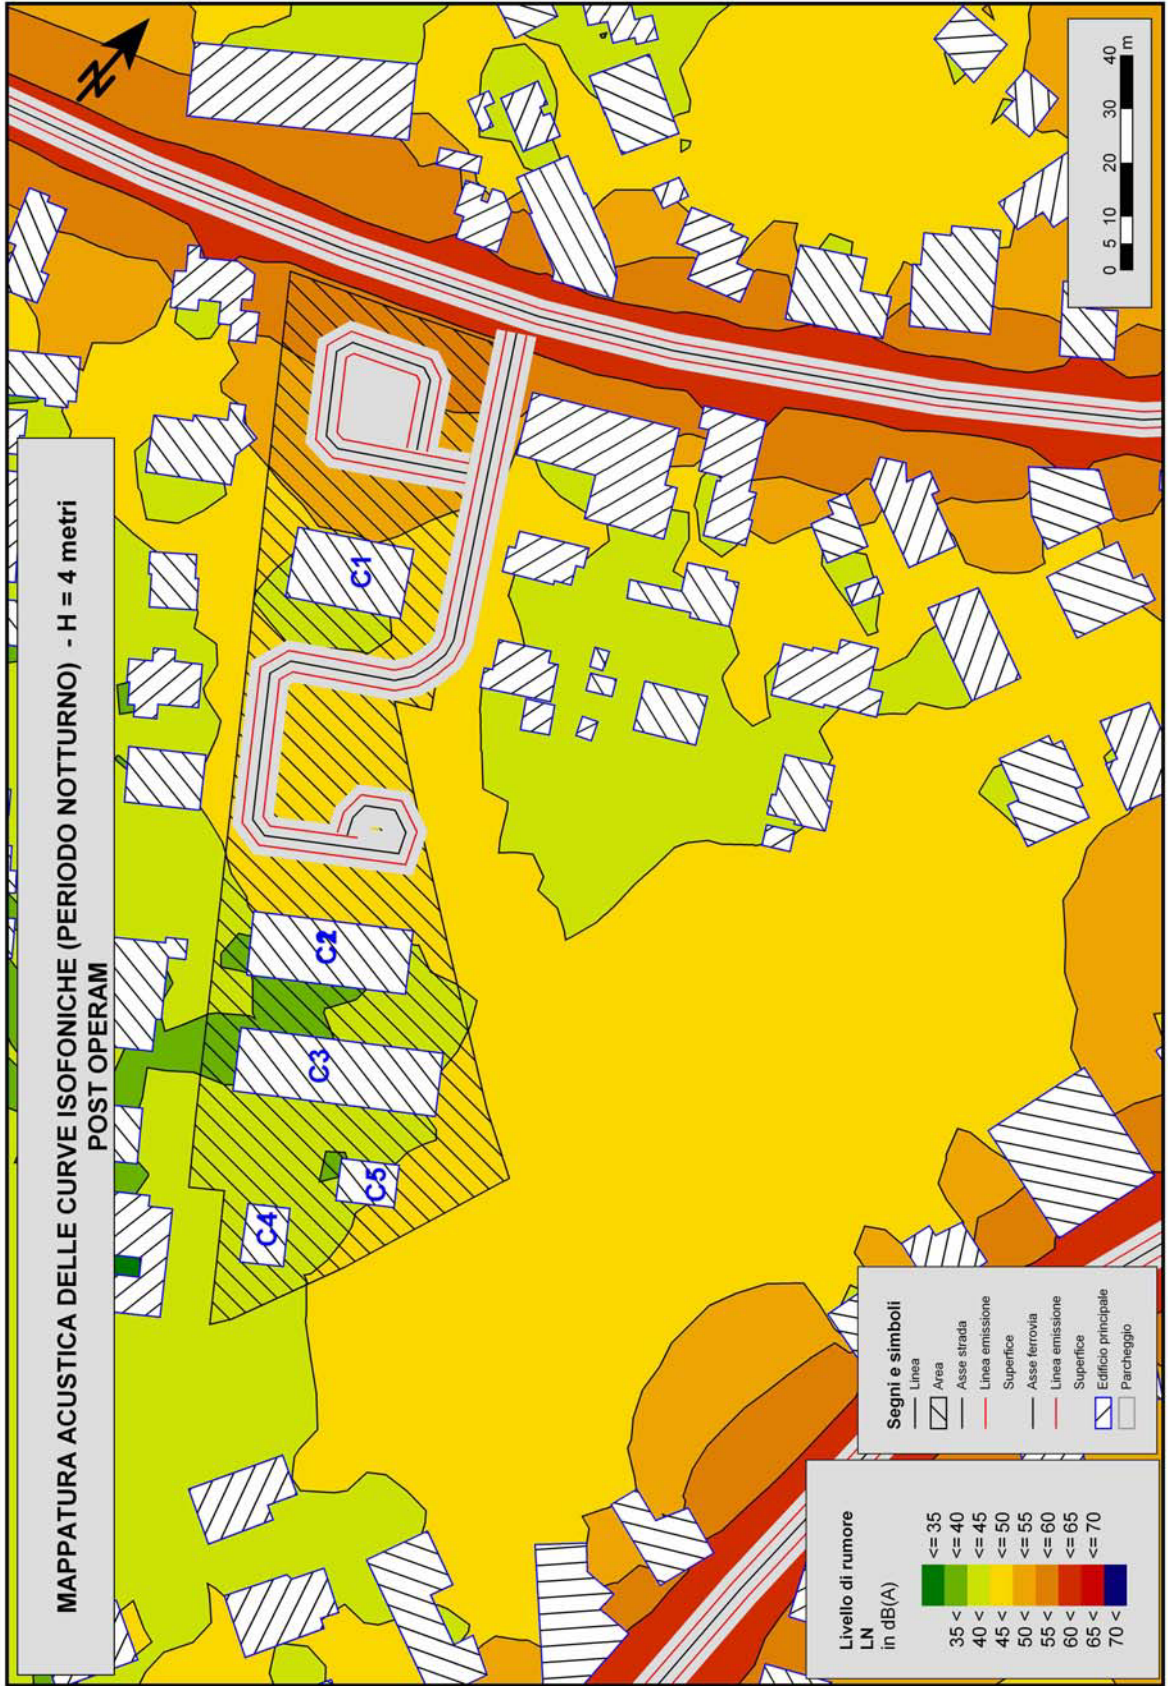 MAPPATURA ACUSTICA DELLE CURVE ISOFONICHE (PERIODO NOTTURNO) - H = 4 metri
POST OPERAM
N
C1
C2
C3
C4
C5
0 5 10 20 30 40
m
Segni e simboli
Linea
Area
Asse strada
Linea emissione
Superfice
Asse ferrovia
Linea emissione
Superfice
Edificio principale
Parcheggio
Livello di rumore
LN
in dB(A)
<= 35
35 < <= 40
40 < <= 45
45 < <= 50
50 < <= 55
55 < <= 60
60 < <= 65
65 < <= 70
70 <